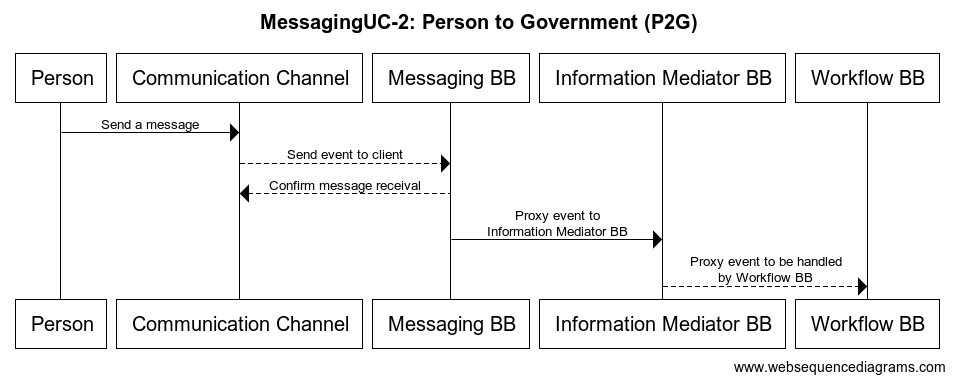 MessagingUC-2: Person to Government (P2G)
Person
Communication Channel
Messaging BB
Information Mediator BB
Workflow BB
Send a message
Send event to client
Confirm message receival
Proxy event to
Information Mediator BB
Proxy event to be handled
by Workflow BB
Person
Communication Channel
Messaging BB
Information Mediator BB
Workflow BB
www.websequencediagrams.com